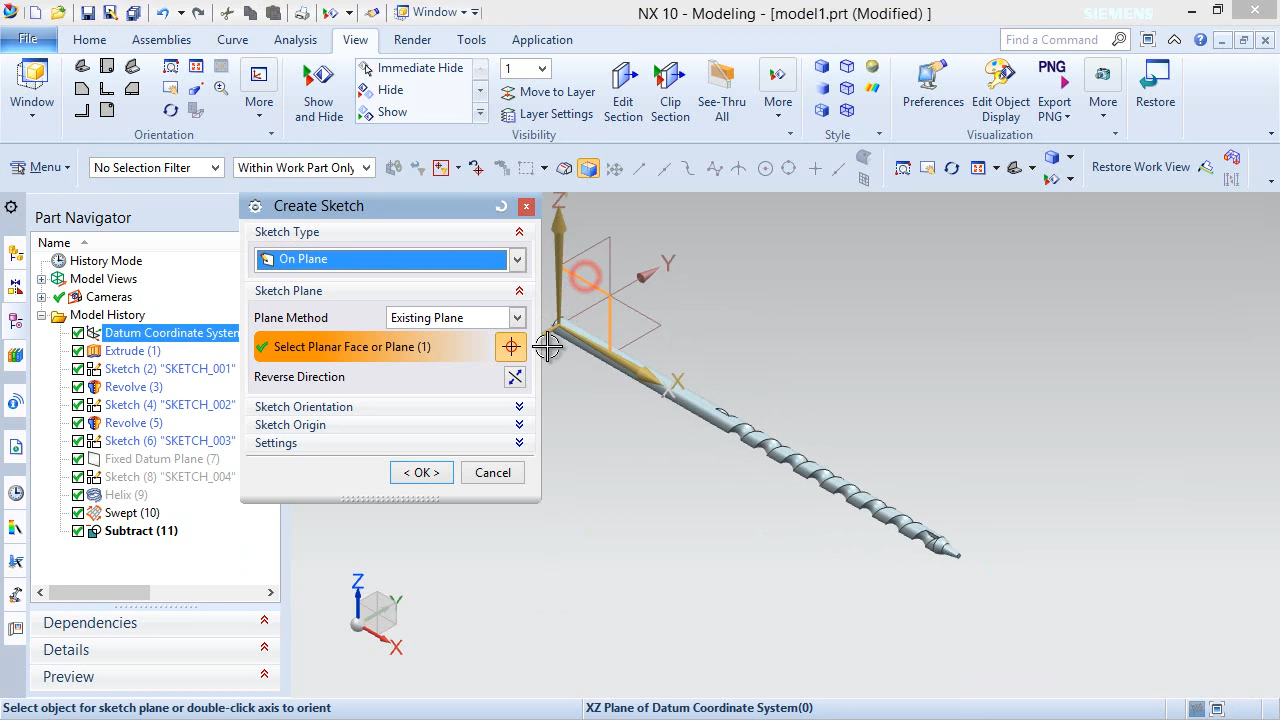 NX 10 - Modeling - [model1.prt (Modified) ]
SIEMENS
Window
File
Home
Assemblies
Curve
Analysis
View
Render
Tools
Application
Find a Command
Window
More
Orientation
Show and Hide
Immediate Hide
Hide
Show
1
Move to Layer
Layer Settings
Visibility
Edit Section
Clip Section
See-Thru All
More
Style
Preferences
Edit Object Display
PNG
Export PNG
More
Visualization
Restore
Menu
No Selection Filter
Within Work Part Only
Restore Work View
Part Navigator
Name
History Mode
Model Views
Cameras
Model History
Datum Coordinate System
Extrude (1)
Sketch (2) "SKETCH_001"
Revolve (3)
Sketch (4) "SKETCH_002"
Revolve (5)
Sketch (6) "SKETCH_003"
Fixed Datum Plane (7)
Sketch (8) "SKETCH_004"
Helix (9)
Swept (10)
Subtract (11)
Dependencies
Details
Preview
Create Sketch
Sketch Type
On Plane
Sketch Plane
Plane Method
Existing Plane
Select Planar Face or Plane (1)
Reverse Direction
Sketch Orientation
Sketch Origin
Settings
< OK >
Cancel
Z
Y
X
X
Z
Y
X
Select object for sketch plane or double-click axis to orient
XZ Plane of Datum Coordinate System(0)